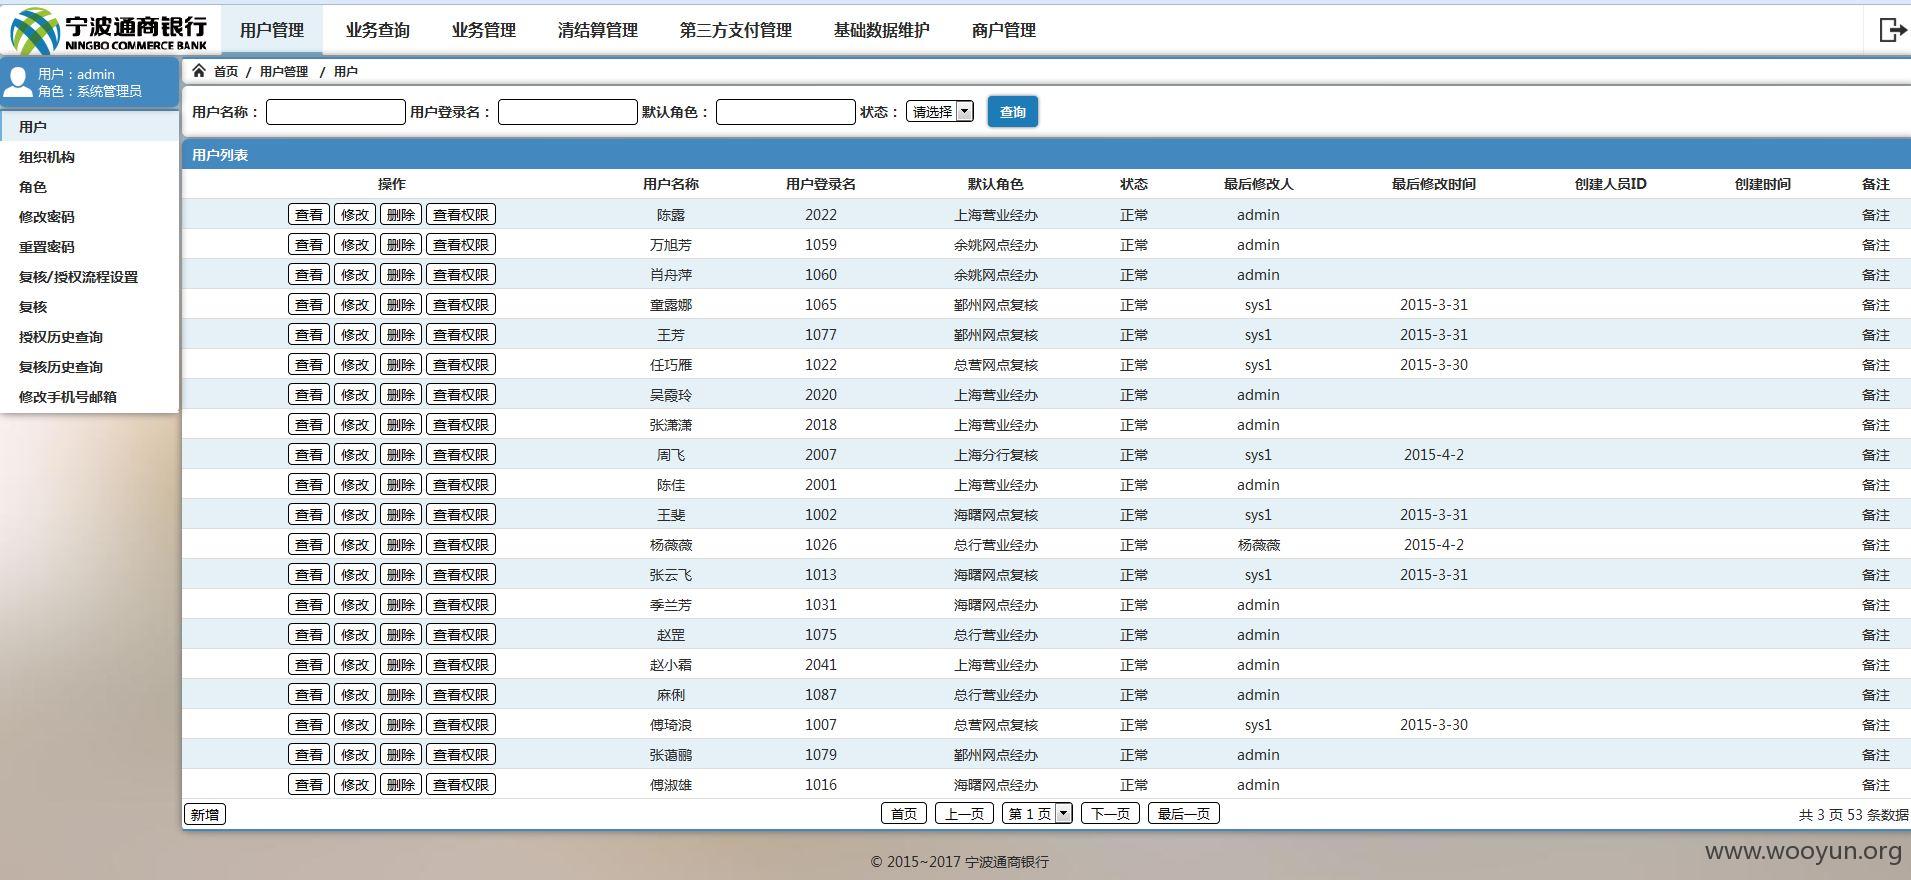 宁波通商银行
NINGBO COMMERCE BANK
用户管理 业务查询 业务管理 清结算管理 第三方支付管理 基础数据维护 商户管理
用户：admin
角色：系统管理员
用户
组织机构
角色
修改密码
重置密码
复核/授权流程设置
复核
授权历史查询
复核历史查询
修改手机号邮箱
首页 / 用户管理 / 用户
用户名称： 用户登录名： 默认角色： 状态： 请选择 查询
用户列表
操作 用户名称 用户登录名 默认角色 状态 最后修改人 最后修改时间 创建人员ID 创建时间 备注
查看 修改 删除 查看权限 陈露 2022 上海营业经办 正常 admin 备注
查看 修改 删除 查看权限 万旭芳 1059 余姚网点经办 正常 admin 备注
查看 修改 删除 查看权限 肖舟萍 1060 余姚网点经办 正常 admin 备注
查看 修改 删除 查看权限 童露娜 1065 鄞州网点复核 正常 sys1 2015-3-31 备注
查看 修改 删除 查看权限 王芳 1077 鄞州网点复核 正常 sys1 2015-3-31 备注
查看 修改 删除 查看权限 任巧雁 1022 总营网点复核 正常 sys1 2015-3-30 备注
查看 修改 删除 查看权限 吴霞玲 2020 上海营业经办 正常 admin 备注
查看 修改 删除 查看权限 张潇潇 2018 上海营业经办 正常 admin 备注
查看 修改 删除 查看权限 周飞 2007 上海分行复核 正常 sys1 2015-4-2 备注
查看 修改 删除 查看权限 陈佳 2001 上海营业经办 正常 admin 备注
查看 修改 删除 查看权限 王斐 1002 海曙网点复核 正常 sys1 2015-3-31 备注
查看 修改 删除 查看权限 杨薇薇 1026 总行营业经办 正常 杨薇薇 2015-4-2 备注
查看 修改 删除 查看权限 张云飞 1013 海曙网点复核 正常 sys1 2015-3-31 备注
查看 修改 删除 查看权限 季兰芳 1031 海曙网点经办 正常 admin 备注
查看 修改 删除 查看权限 赵罡 1075 总行营业经办 正常 admin 备注
查看 修改 删除 查看权限 赵小霜 2041 上海营业经办 正常 admin 备注
查看 修改 删除 查看权限 麻俐 1087 总行营业经办 正常 admin 备注
查看 修改 删除 查看权限 傅琦浪 1007 总营网点复核 正常 sys1 2015-3-30 备注
查看 修改 删除 查看权限 张蔼鹂 1079 鄞州网点经办 正常 admin 备注
查看 修改 删除 查看权限 傅淑雄 1016 海曙网点经办 正常 admin 备注
新增 首页 上一页 第 1 页 下一页 最后一页 共 3 页 53 条数据
© 2015~2017 宁波通商银行
www.wooyun.org